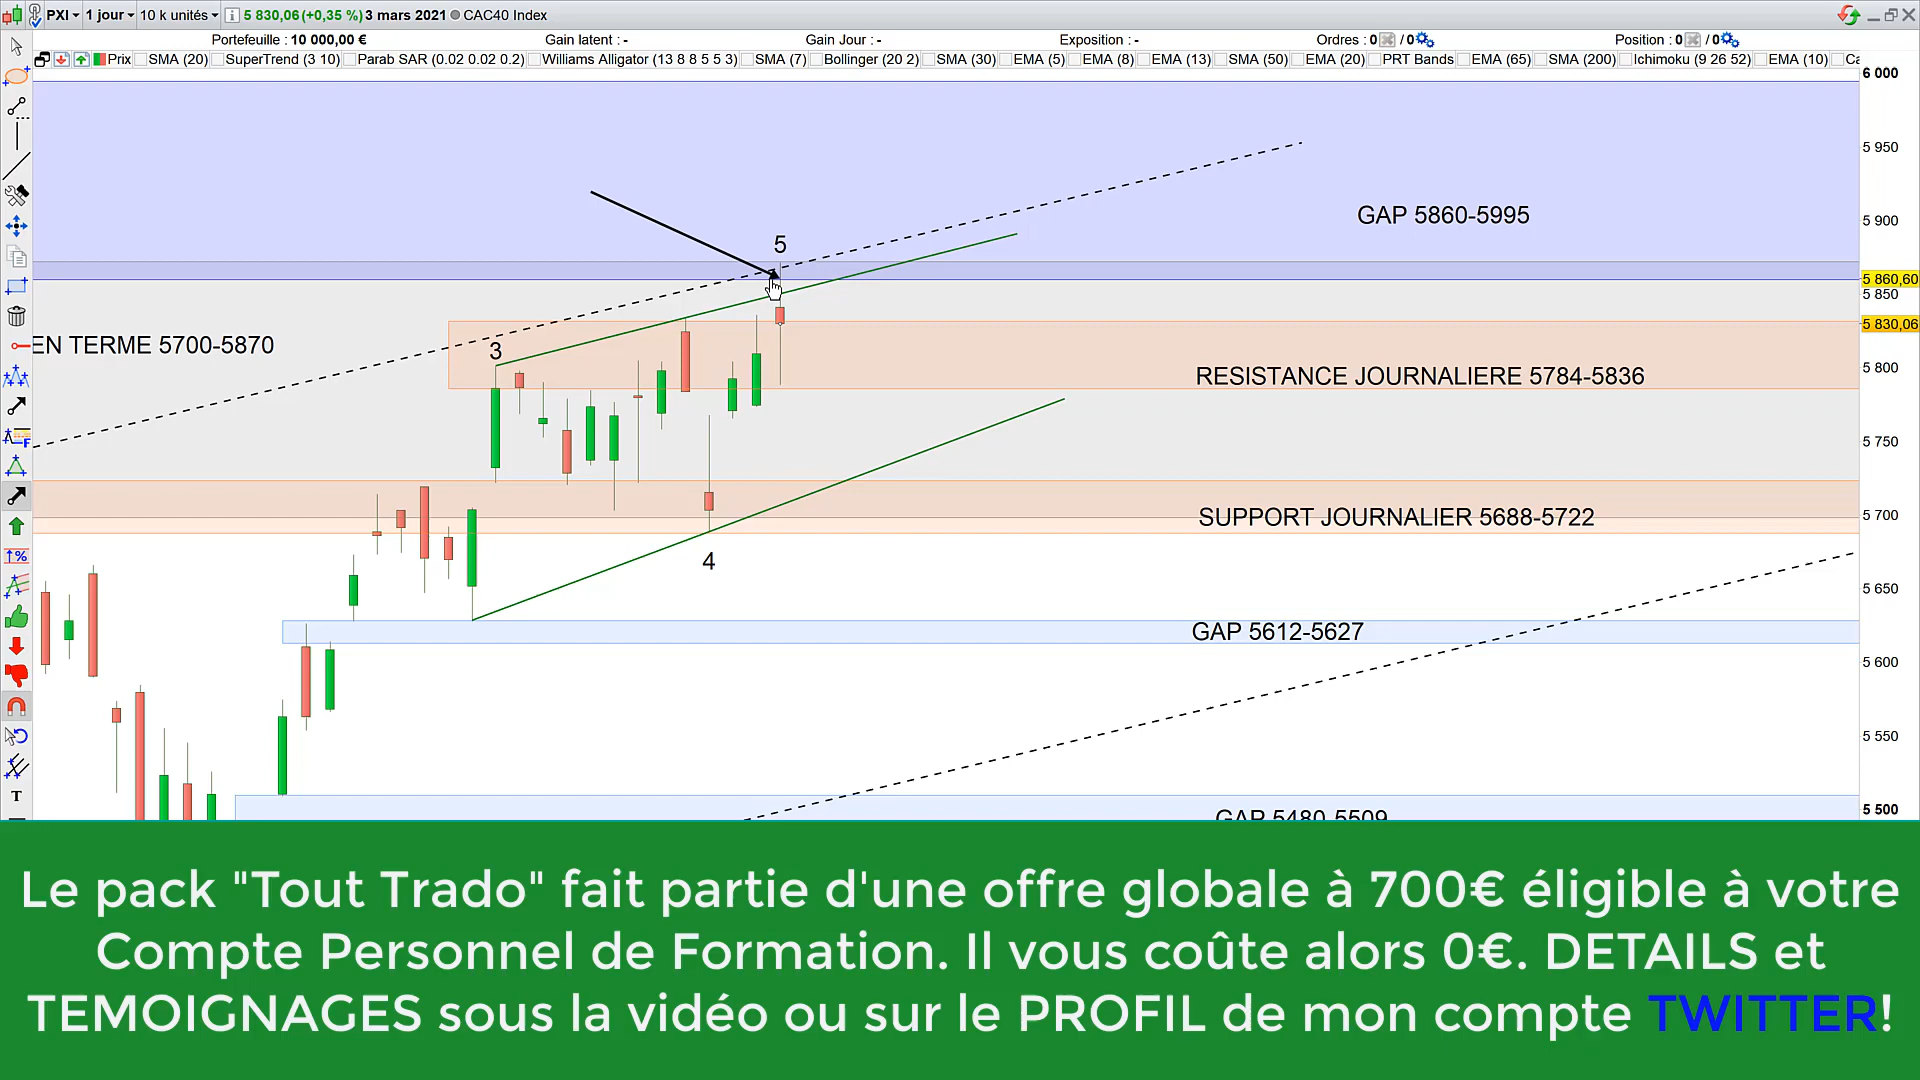 PXI 1 jour 10 k unités 5 830,06 (+0,35 %) 3 mars 2021 CAC40 Index
Portefeuille : 10 000,00 € Gain latent : - Gain Jour : - Exposition : - Ordres : 0 / 0 Position : 0 / 0
Prix SMA (20) SuperTrend (3 10) Parab SAR (0.02 0.02 0.2) Williams Alligator (13 8 8 5 5 3) SMA (7) Bollinger (20 2) SMA (30) EMA (5) EMA (8) EMA (13) SMA (50) EMA (20) PRT Bands EMA (65) SMA (200) Ichimoku (9 26 52) EMA (10)
6 000
5 950
GAP 5860-5995
5 900
5
5 860,60
5 850
5 830,06
EN TERME 5700-5870
3
5 800
RESISTANCE JOURNALIERE 5784-5836
5 750
SUPPORT JOURNALIER 5688-5722
5 700
4
5 650
GAP 5612-5627
5 600
5 550
5 500
GAP 5480-5509
%
F
T
Le pack "Tout Trado" fait partie d'une offre globale à 700€ éligible à votre
Compte Personnel de Formation. Il vous coûte alors 0€. DETAILS et
TEMOIGNAGES sous la vidéo ou sur le PROFIL de mon compte TWITTER!